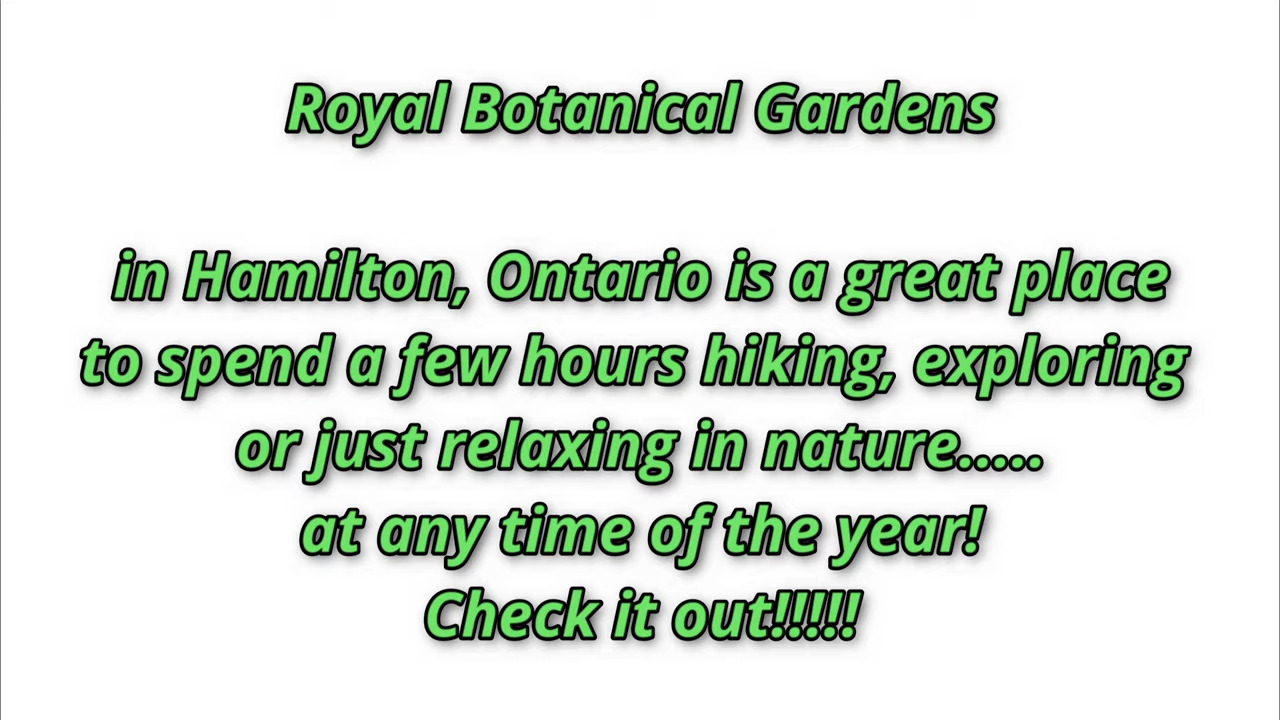 Royal Botanical Gardens
in Hamilton, Ontario is a great place
to spend a few hours hiking, exploring
or just relaxing in nature.....
at any time of the year!
Check it out!!!!!